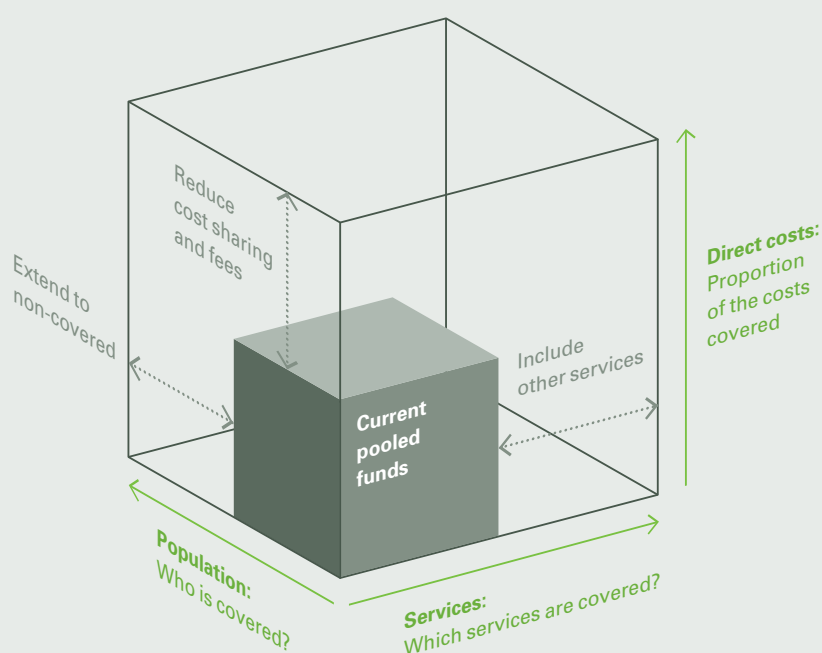 Reduce
cost sharing
and fees
Extend to
non-covered
Include
other services
Direct costs:
Proportion
of the costs
covered
Current
pooled
funds
Population:
Who is covered?
Services:
Which services are covered?